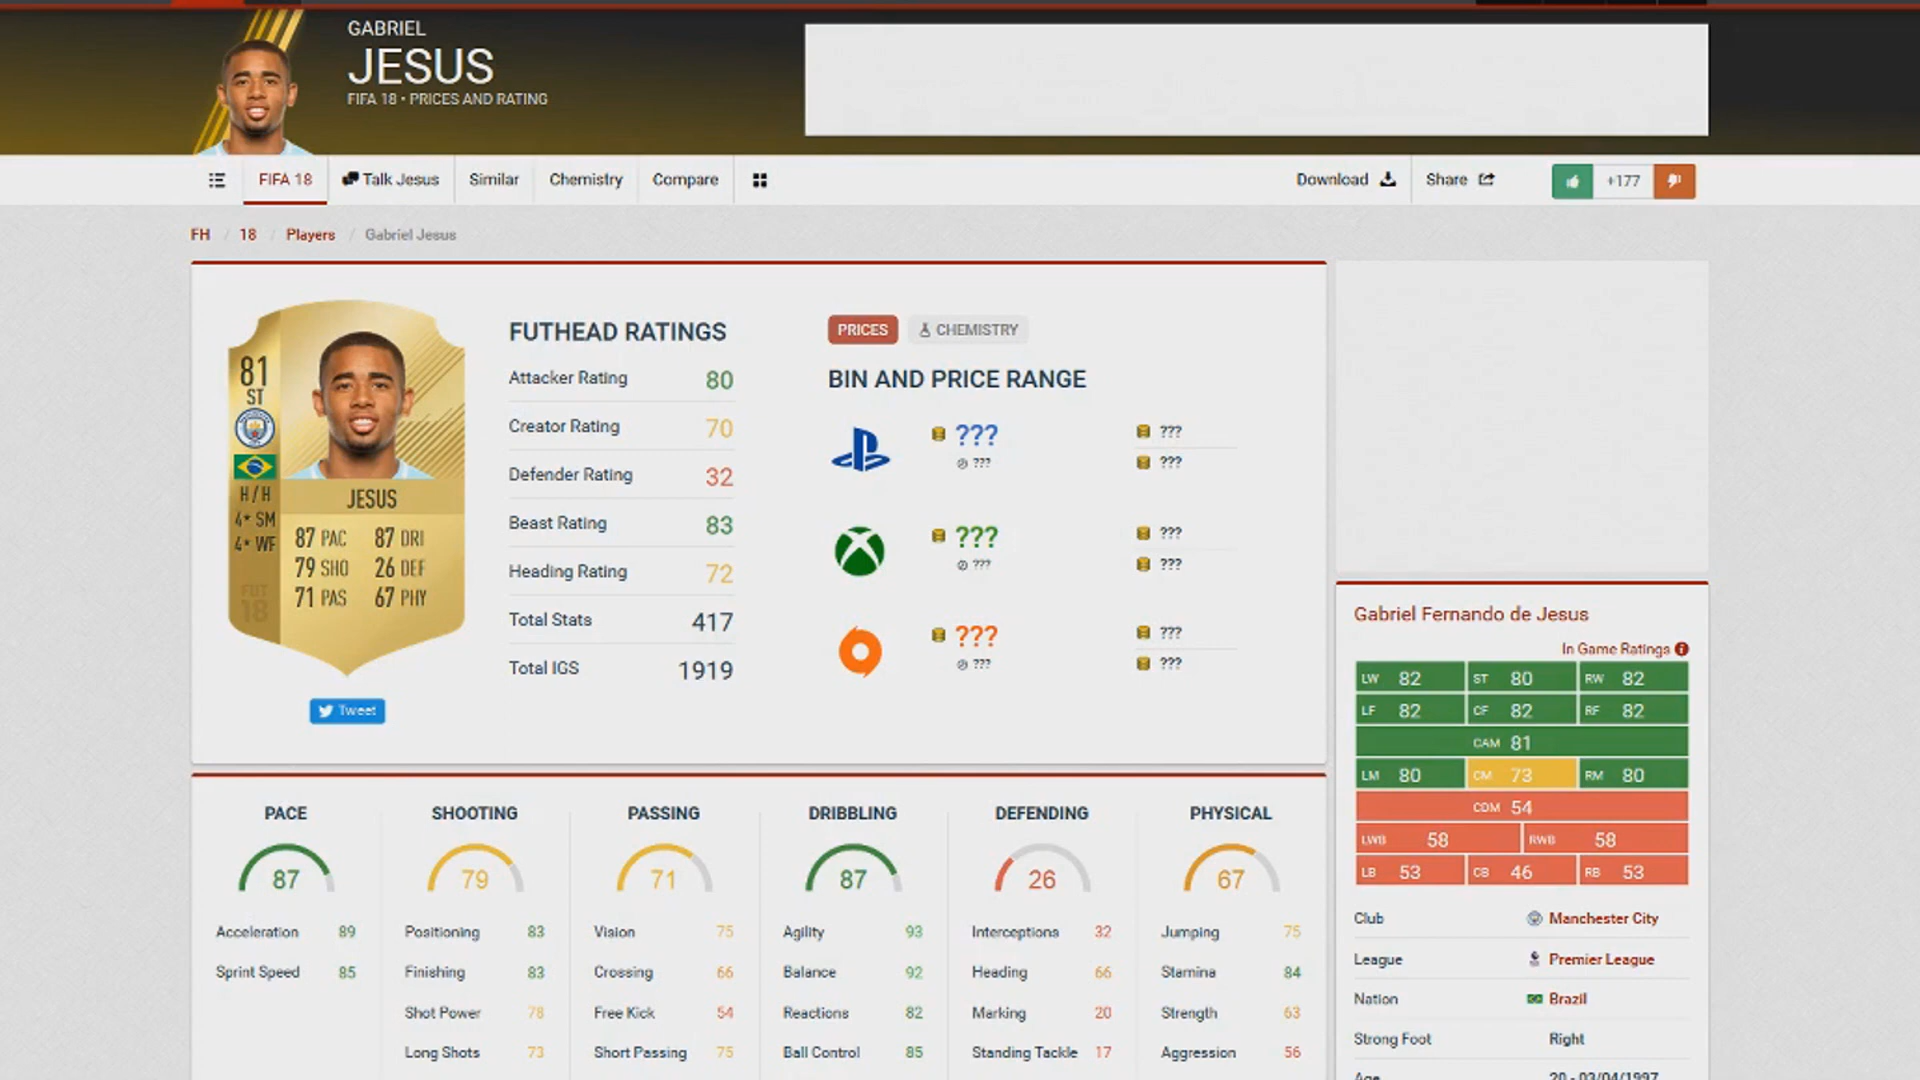 GABRIEL
JESUS
FIFA 18 • PRICES AND RATING
FIFA 18
Talk Jesus
Similar
Chemistry
Compare
Download
Share
+177
FH / 18 / Players / Gabriel Jesus
81
ST
H / H
4* SM
4* WF
FUT
18
JESUS
87 PAC 87 DRI
79 SHO 26 DEF
71 PAS 67 PHY
Tweet
FUTHEAD RATINGS
Attacker Rating 80
Creator Rating 70
Defender Rating 32
Beast Rating 83
Heading Rating 72
Total Stats 417
Total IGS 1919
PRICES CHEMISTRY
BIN AND PRICE RANGE
??? ???
??? ???
??? ???
??? ???
??? ???
??? ???
Gabriel Fernando de Jesus
In Game Ratings
LW 82 ST 80 RW 82
LF 82 CF 82 RF 82
CAM 81
LM 80 CM 73 RM 80
CDM 54
LWB 58 RWB 58
LB 53 CB 46 RB 53
Club Manchester City
League Premier League
Nation Brazil
Strong Foot Right
Age 20 - 03/04/1997
PACE
87
Acceleration 89
Sprint Speed 85
SHOOTING
79
Positioning 83
Finishing 83
Shot Power 78
Long Shots 73
PASSING
71
Vision 75
Crossing 66
Free Kick 54
Short Passing 75
DRIBBLING
87
Agility 93
Balance 92
Reactions 82
Ball Control 85
DEFENDING
26
Interceptions 32
Heading 66
Marking 20
Standing Tackle 17
PHYSICAL
67
Jumping 75
Stamina 84
Strength 63
Aggression 56